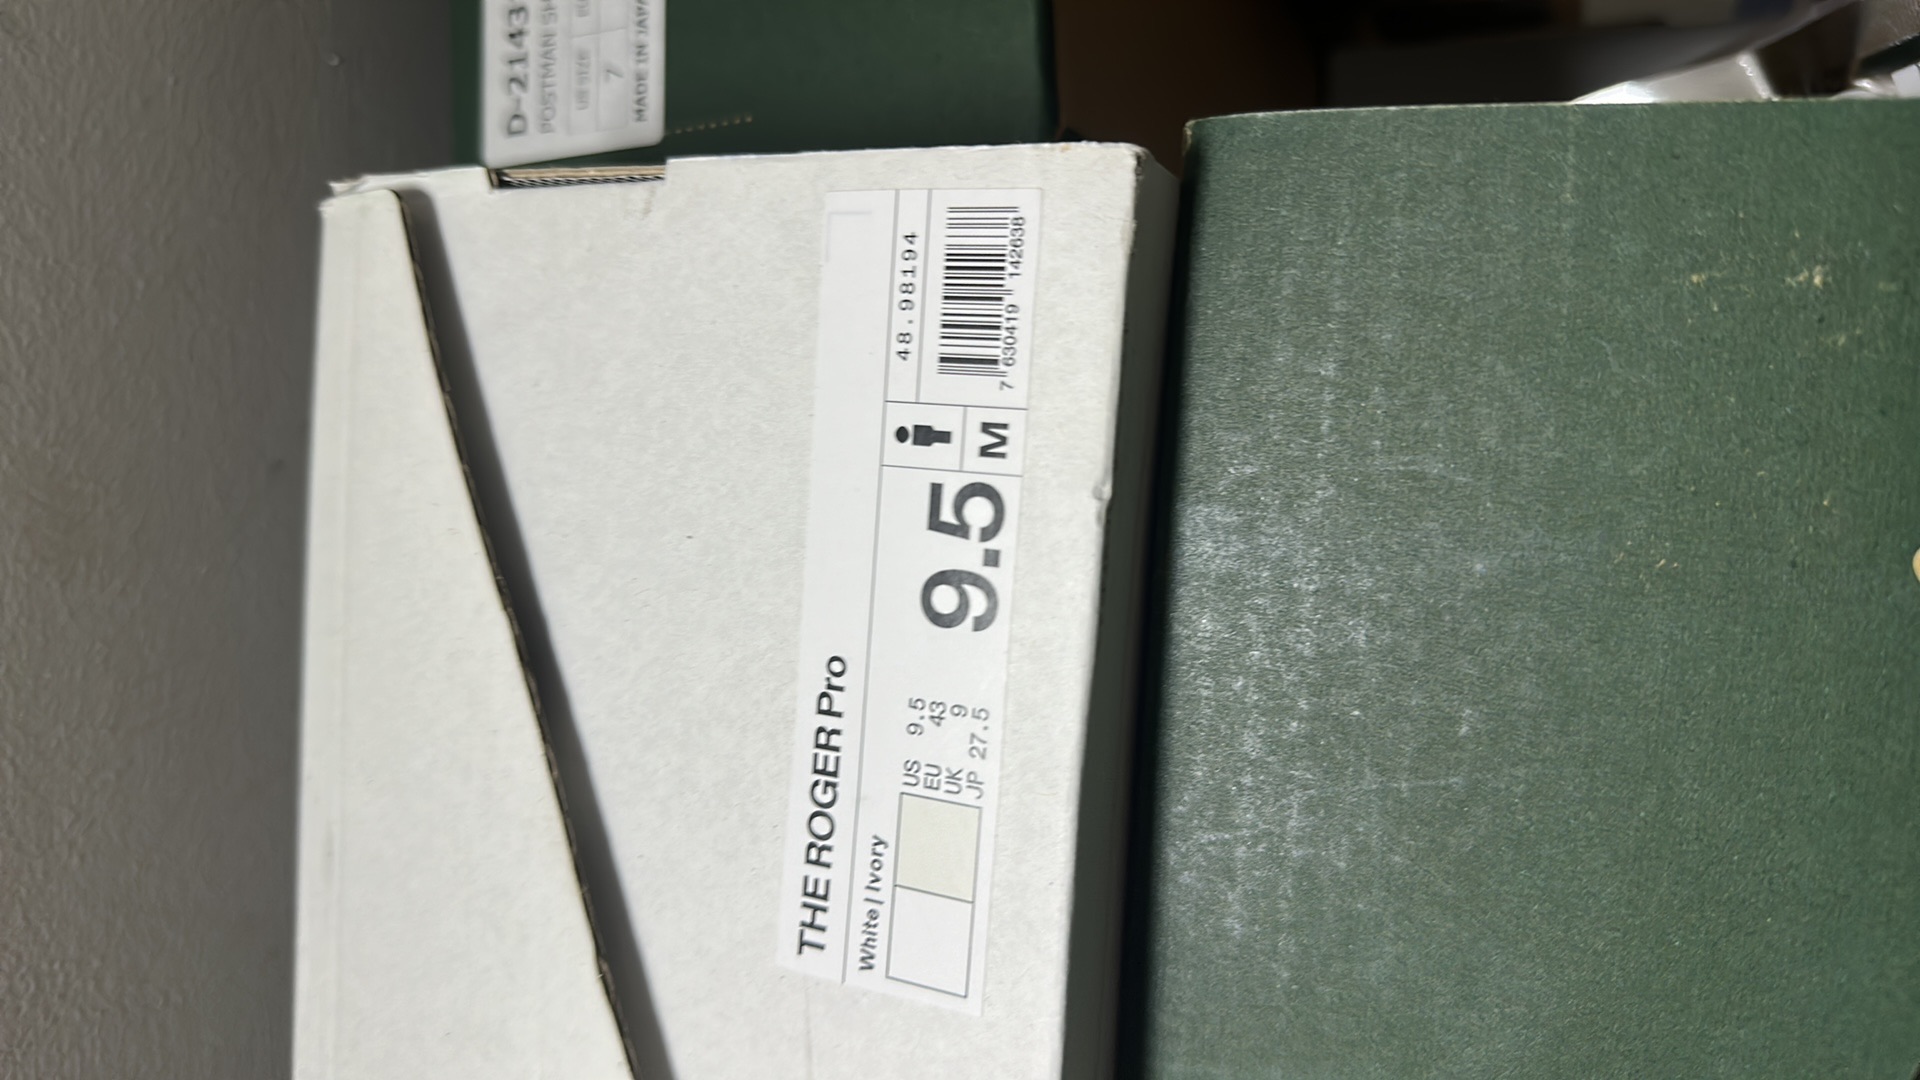 D-2143
POSTMAN SH
UK SIZE
7
MADE IN JAPA
THE ROGER Pro
White | Ivory
48.98194
US 9.5
EU 43
UK 9
JP 27.5
9.5
M
7 630419 142638